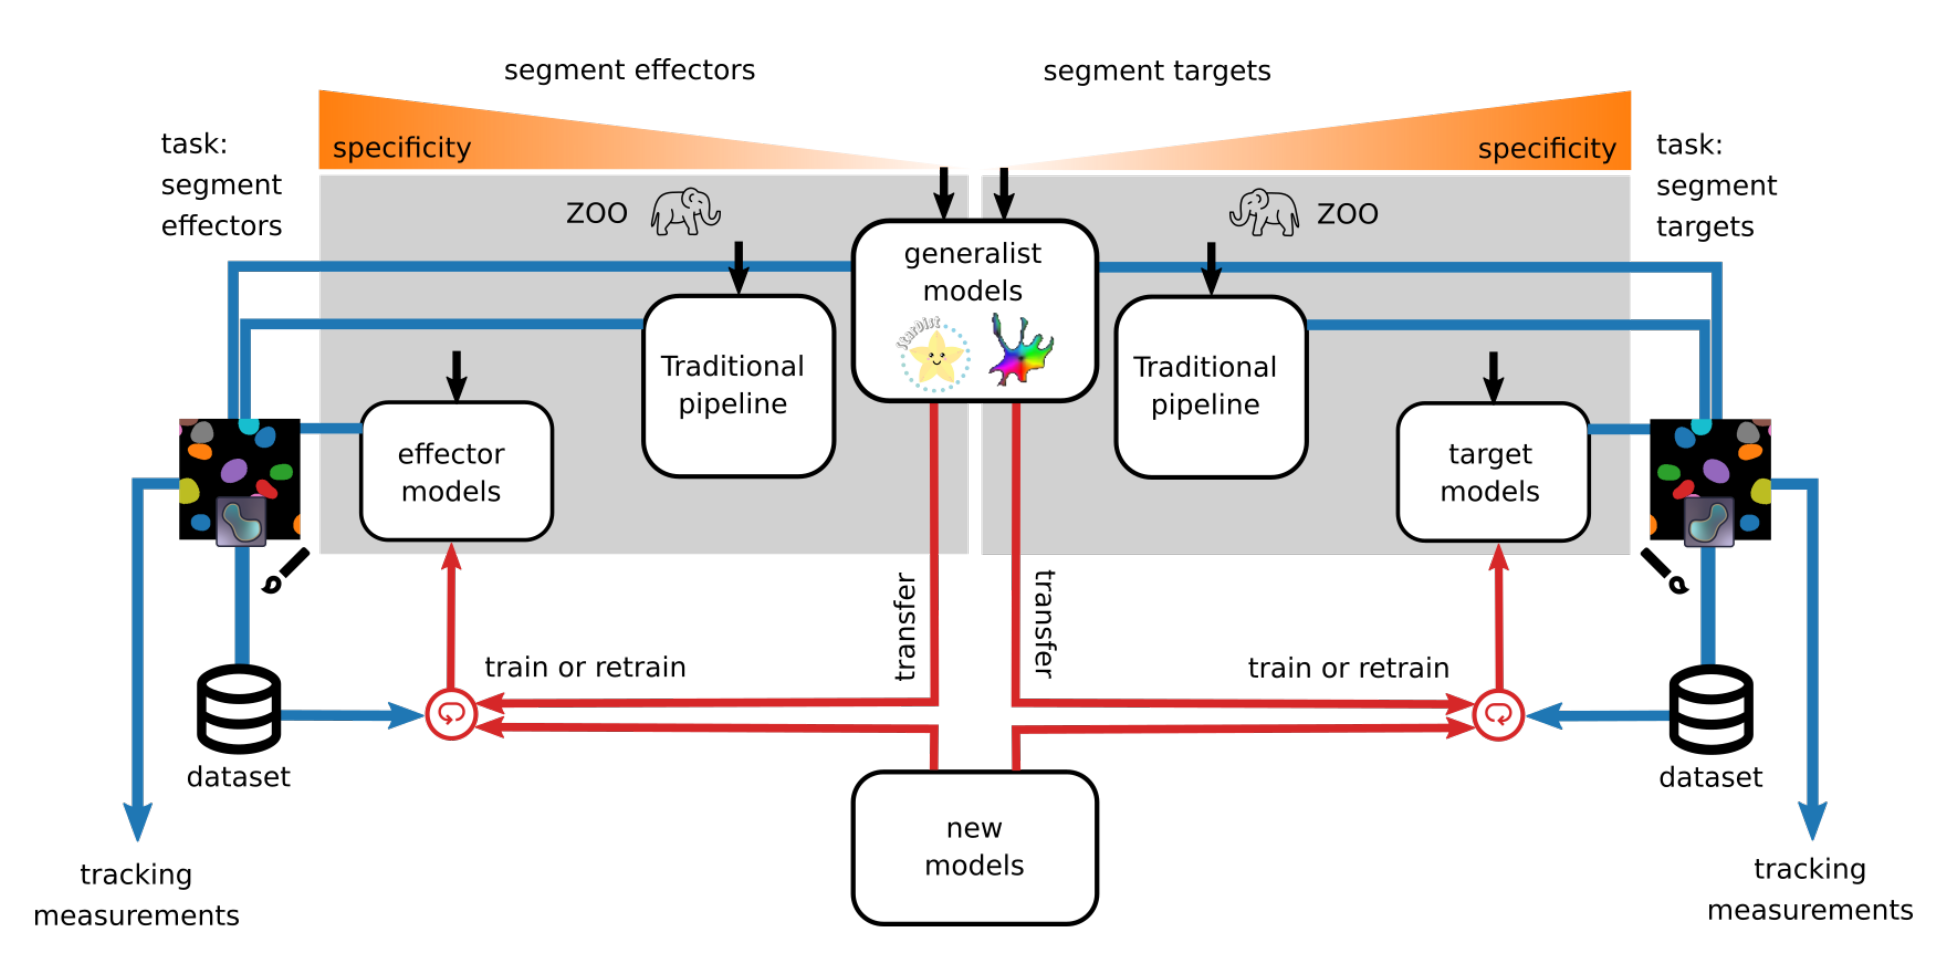 segment effectors
segment targets
task:
segment
effectors
specificity
specificity
task:
segment
targets
ZOO
ZOO
generalist
models
StarDist
Traditional
pipeline
Traditional
pipeline
effector
models
target
models
transfer
transfer
train or retrain
train or retrain
dataset
dataset
new
models
tracking
measurements
tracking
measurements